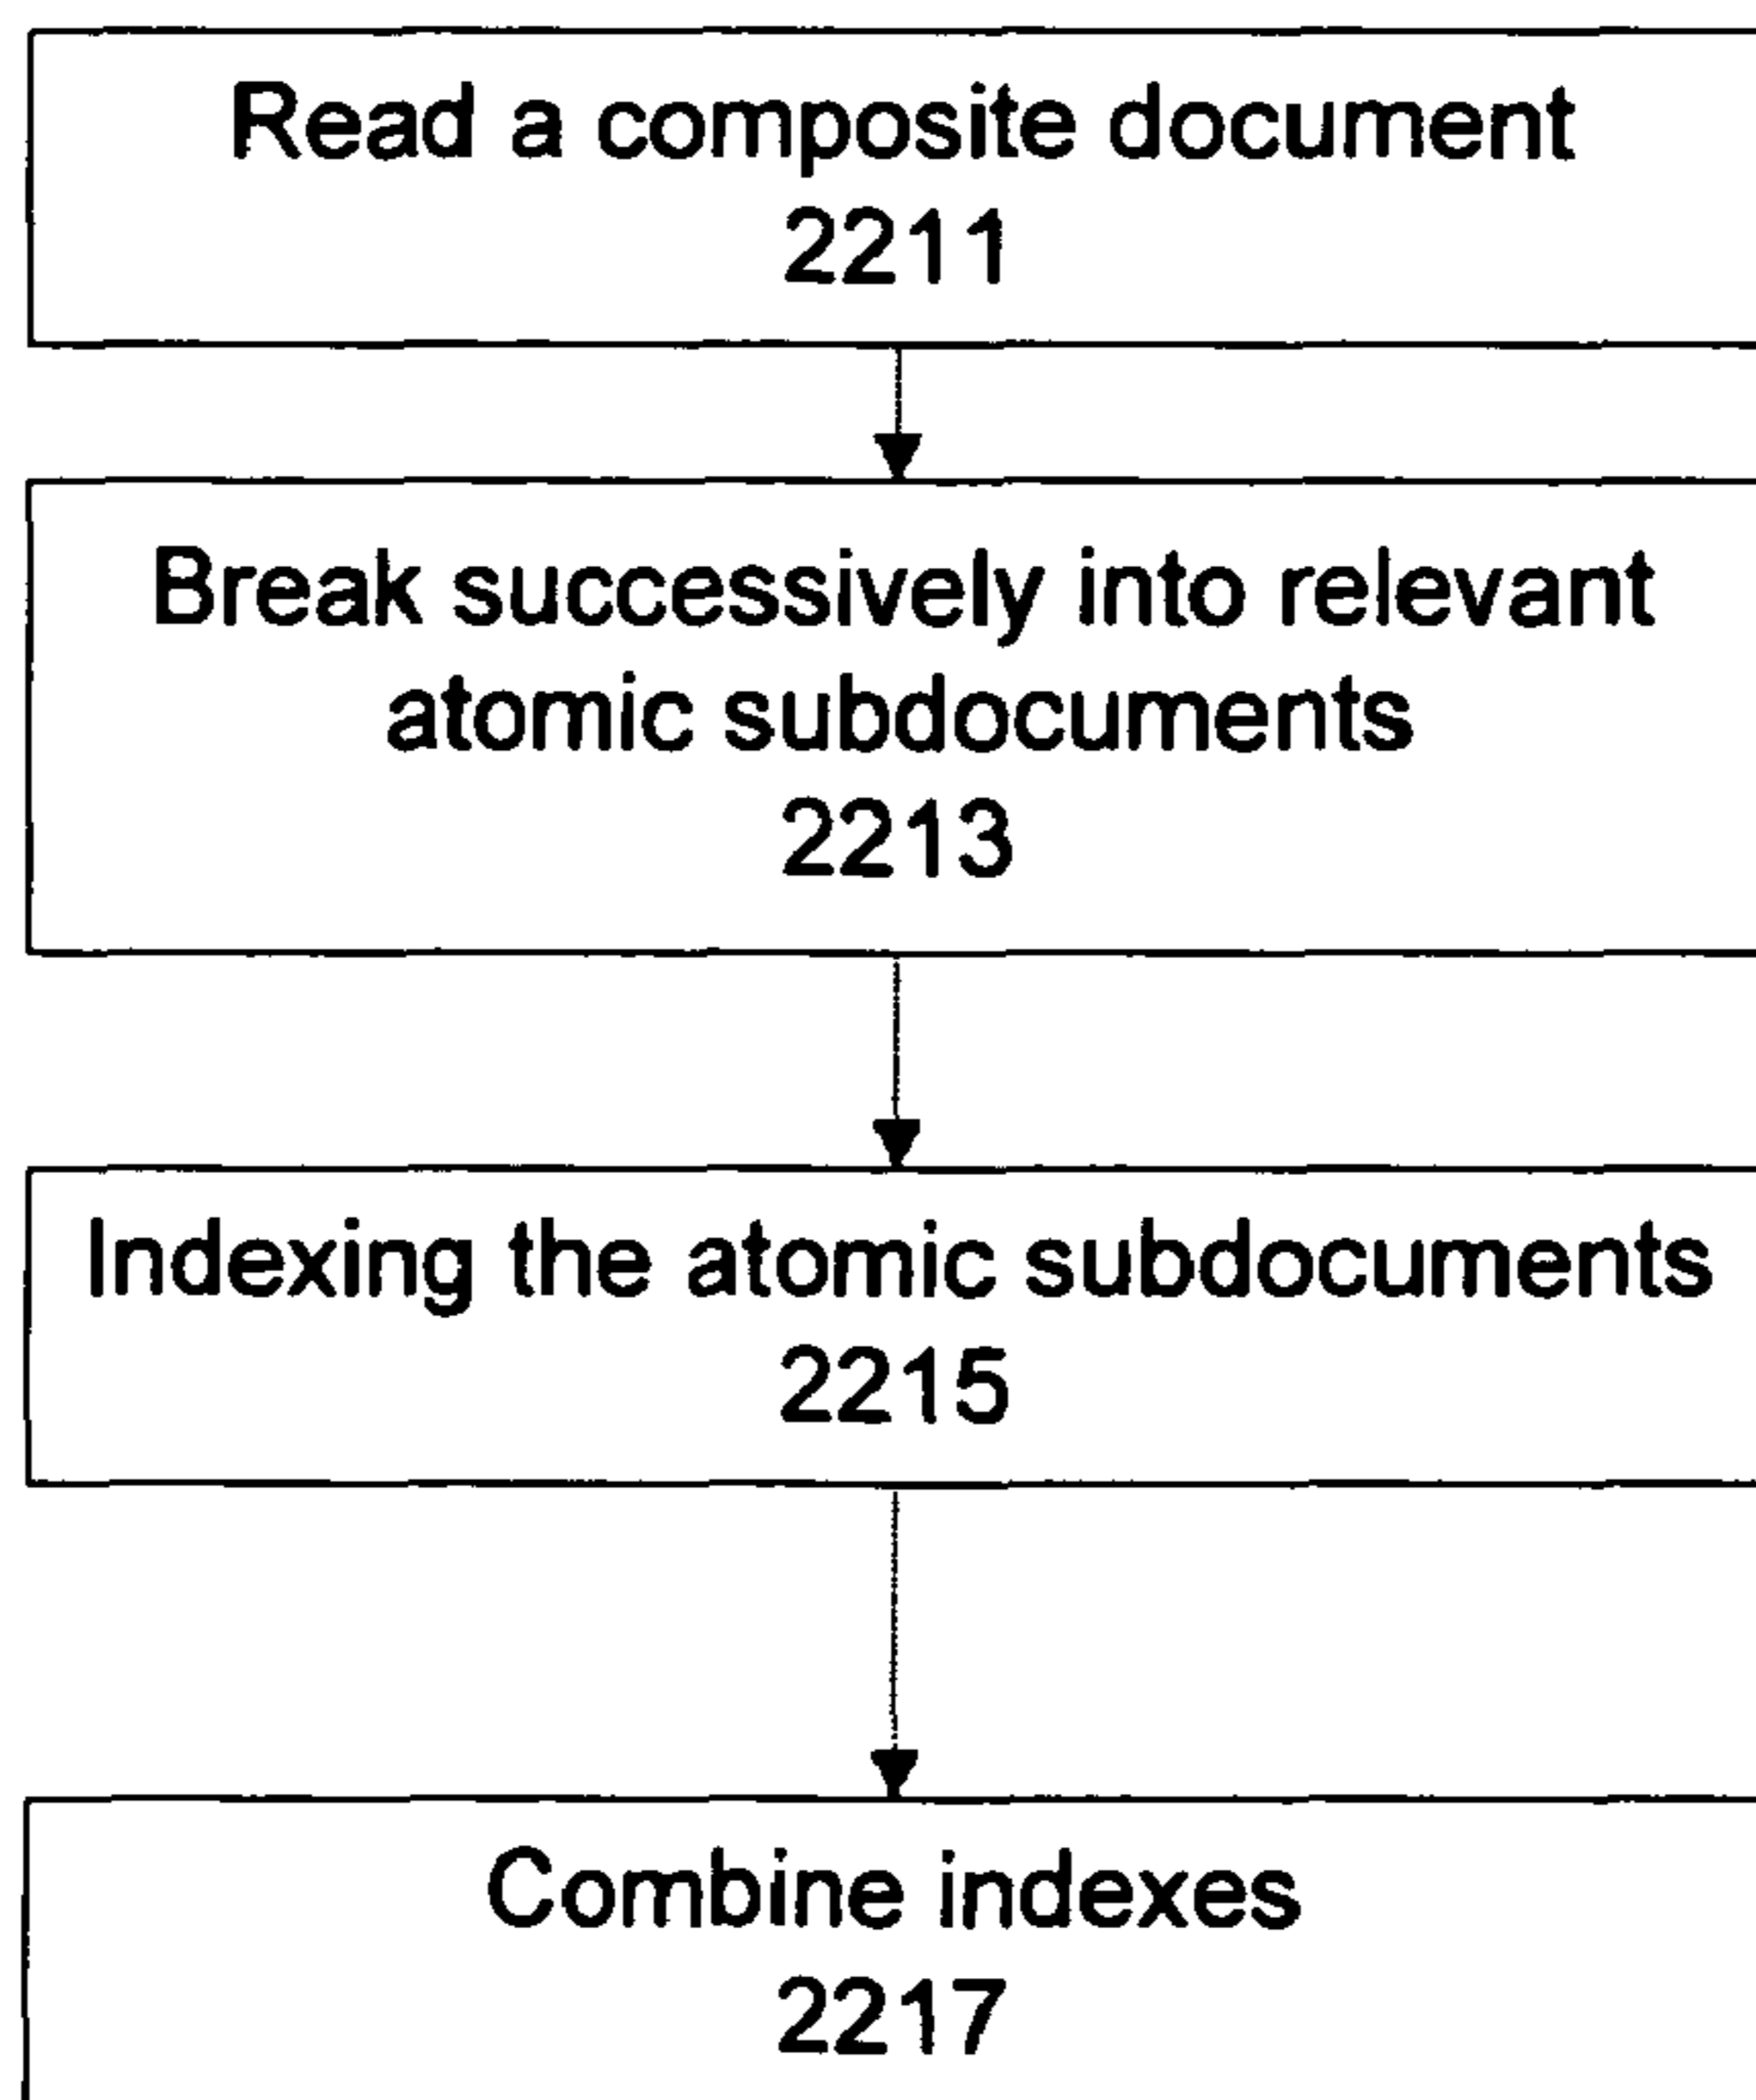 Read a composite document
2211
Break successively into relevant
atomic subdocuments
2213
Indexing the atomic subdocuments
2215
Combine indexes
2217